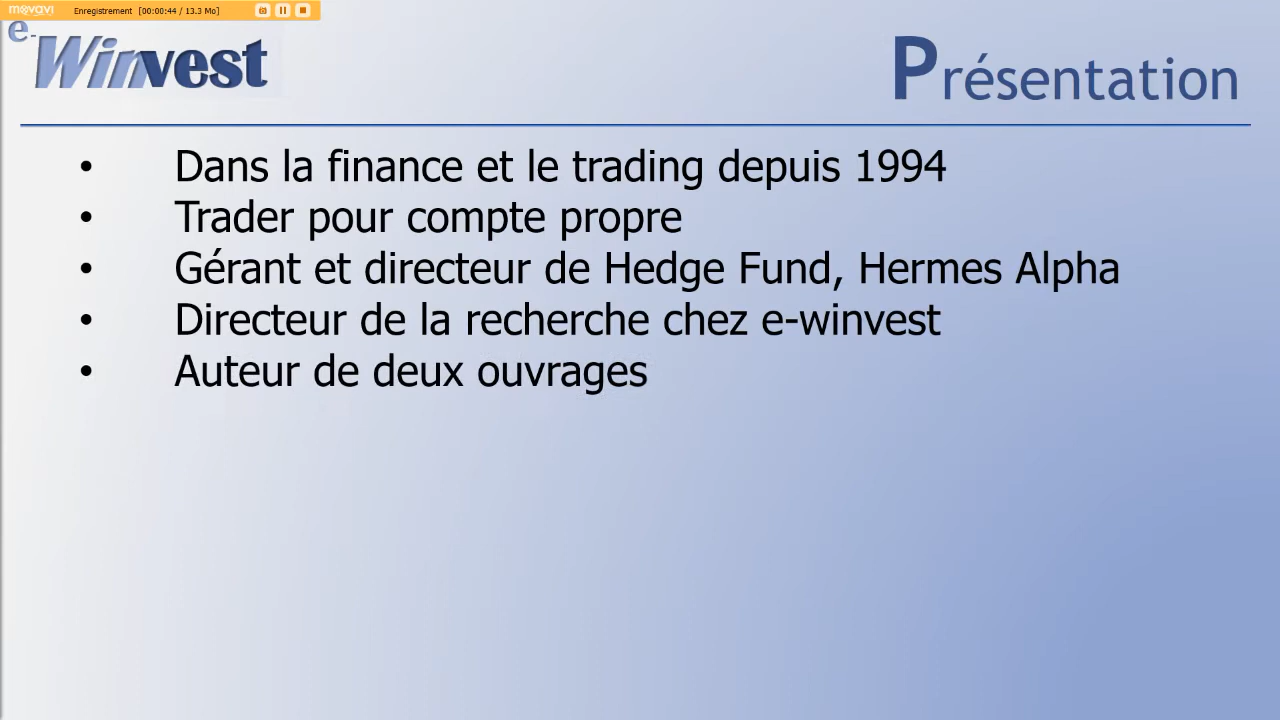 movavi Enregistrement [00:00:44 / 13.3 Mo]
e-Winvest
Présentation
• Dans la finance et le trading depuis 1994
• Trader pour compte propre
• Gérant et directeur de Hedge Fund, Hermes Alpha
• Directeur de la recherche chez e-winvest
• Auteur de deux ouvrages